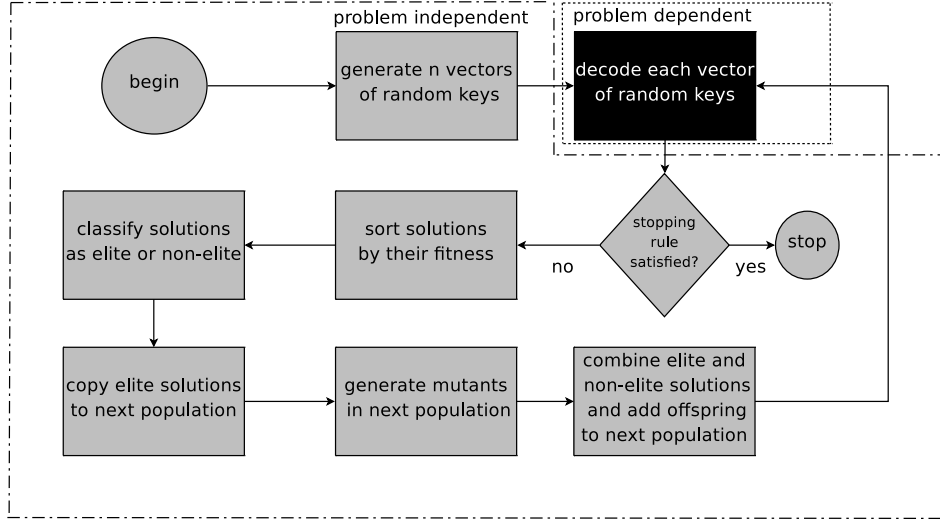 problem independent
problem dependent
begin
generate n vectors
of random keys
decode each vector
of random keys
classify solutions
as elite or non-elite
sort solutions
by their fitness
stopping
rule
satisfied?
stop
no
yes
copy elite solutions
to next population
generate mutants
in next population
combine elite and
non-elite solutions
and add offspring
to next population